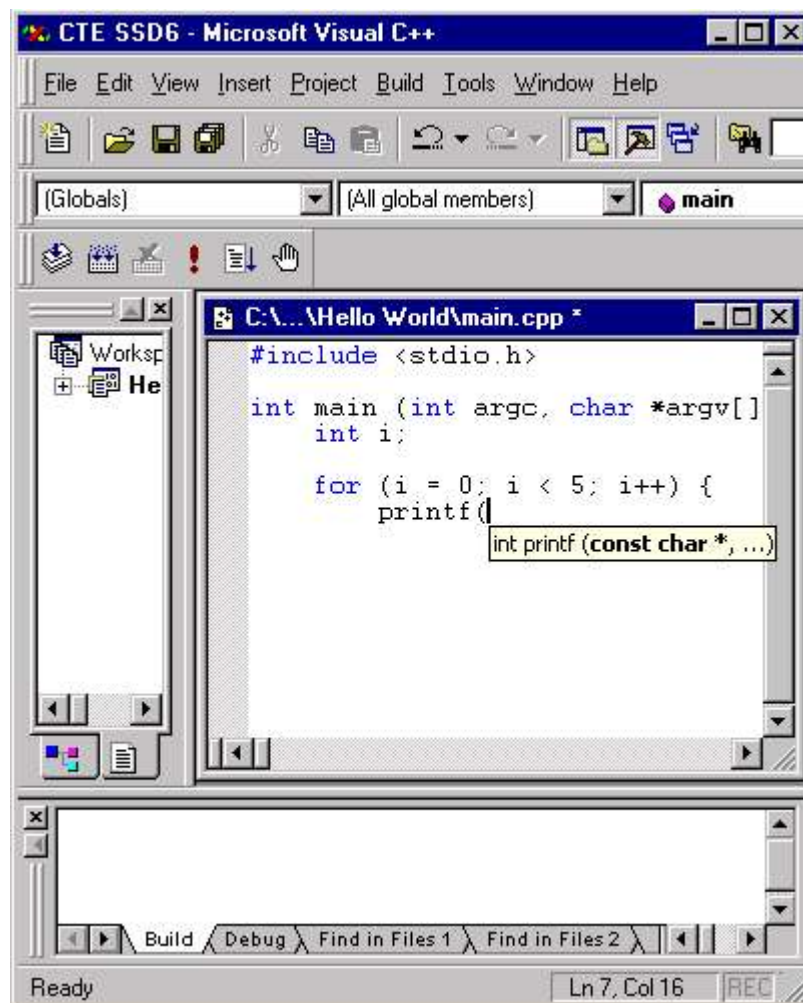 CTE SSD6 - Microsoft Visual C++
File Edit View Insert Project Build Tools Window Help
(Globals) (All global members) main
C:\...\Hello World\main.cpp *
Worksp
He
#include <stdio.h>
int main (int argc, char *argv[]
int i;
for (i = 0; i < 5; i++) {
printf(
int printf (const char *, ...)
Build Debug Find in Files 1 Find in Files 2
Ready Ln 7, Col 16 REC